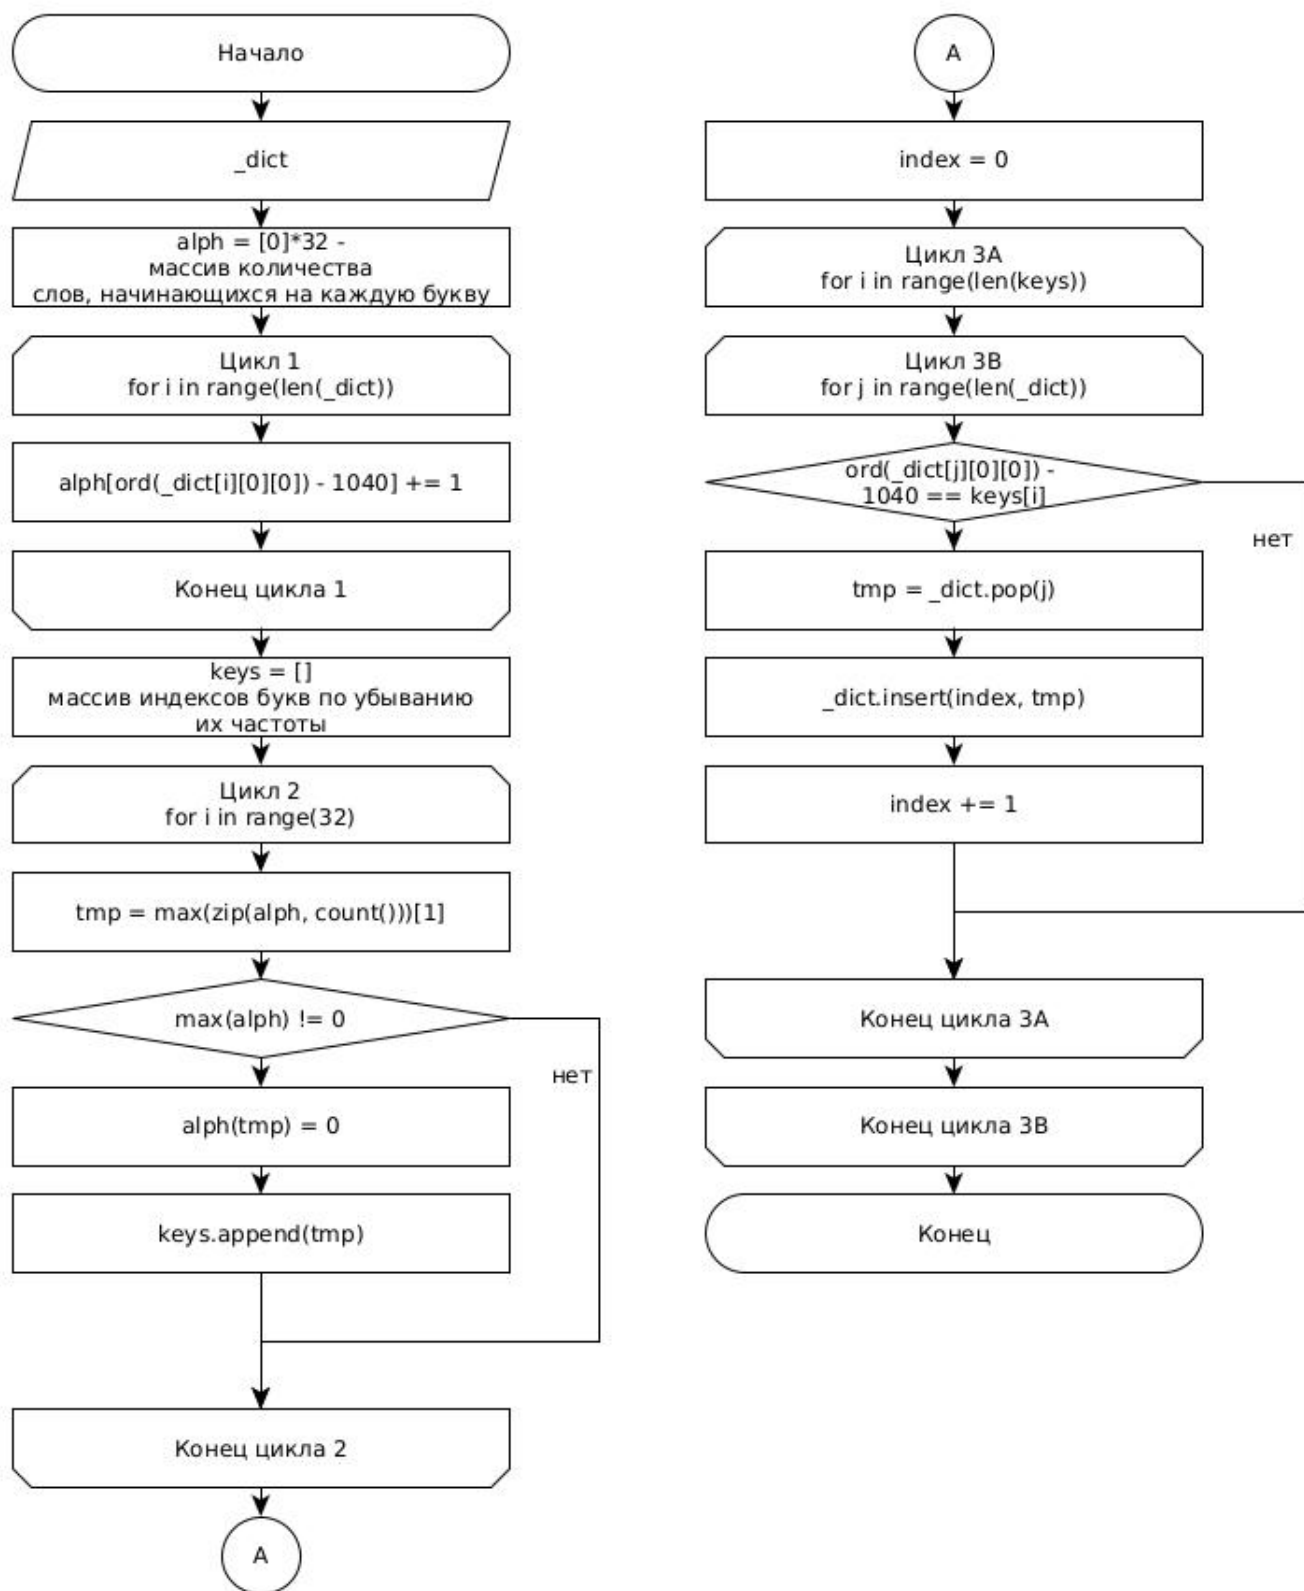 Начало
_dict
alph = [0]*32 -
массив количества
слов, начинающихся на каждую букву
Цикл 1
for i in range(len(_dict))
alph[ord(_dict[i][0][0]) - 1040] += 1
Конец цикла 1
keys = []
массив индексов букв по убыванию
их частоты
Цикл 2
for i in range(32)
tmp = max(zip(alph, count()))[1]
max(alph) != 0
нет
alph(tmp) = 0
keys.append(tmp)
Конец цикла 2
A
A
index = 0
Цикл 3A
for i in range(len(keys))
Цикл 3B
for j in range(len(_dict))
ord(_dict[j][0][0]) -
1040 == keys[i]
нет
tmp = _dict.pop(j)
_dict.insert(index, tmp)
index += 1
Конец цикла 3A
Конец цикла 3B
Конец